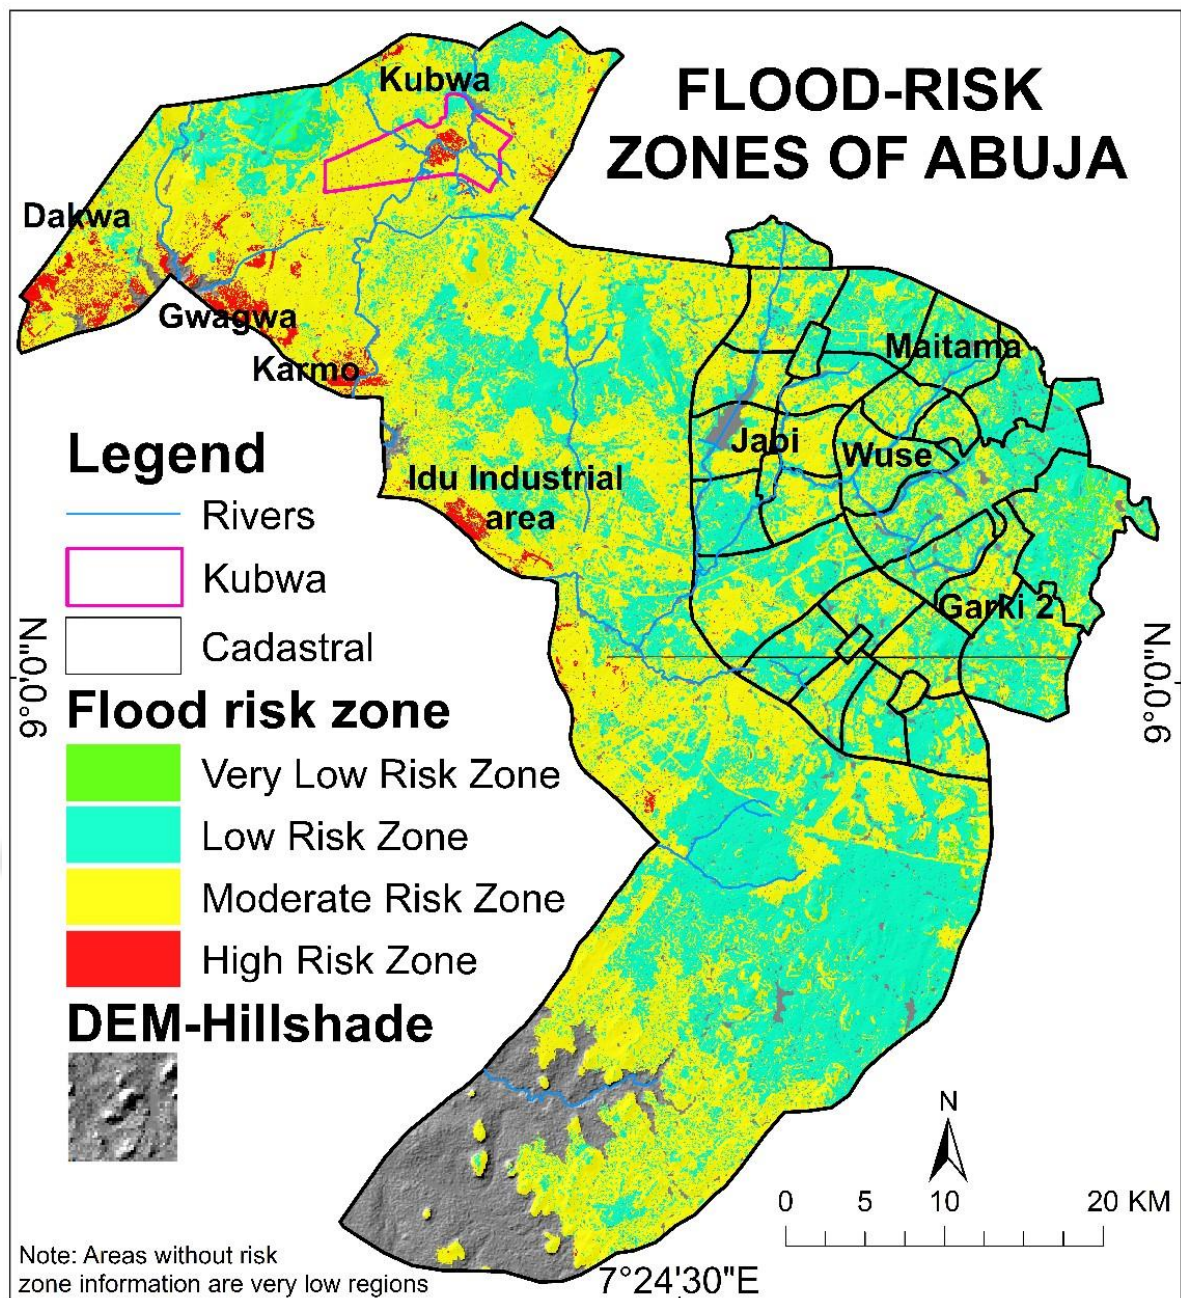 FLOOD-RISK
ZONES OF ABUJA
Kubwa
Dakwa
Gwagwa
Karmo
Maitama
Jabi
Wuse
Idu Industrial
area
Garki 2
Legend
Rivers
Kubwa
Cadastral
Flood risk zone
Very Low Risk Zone
Low Risk Zone
Moderate Risk Zone
High Risk Zone
DEM-Hillshade
N"0,0°6
N"0,0°6
N
0 5 10 20 KM
7°24'30"E
Note: Areas without risk
zone information are very low regions